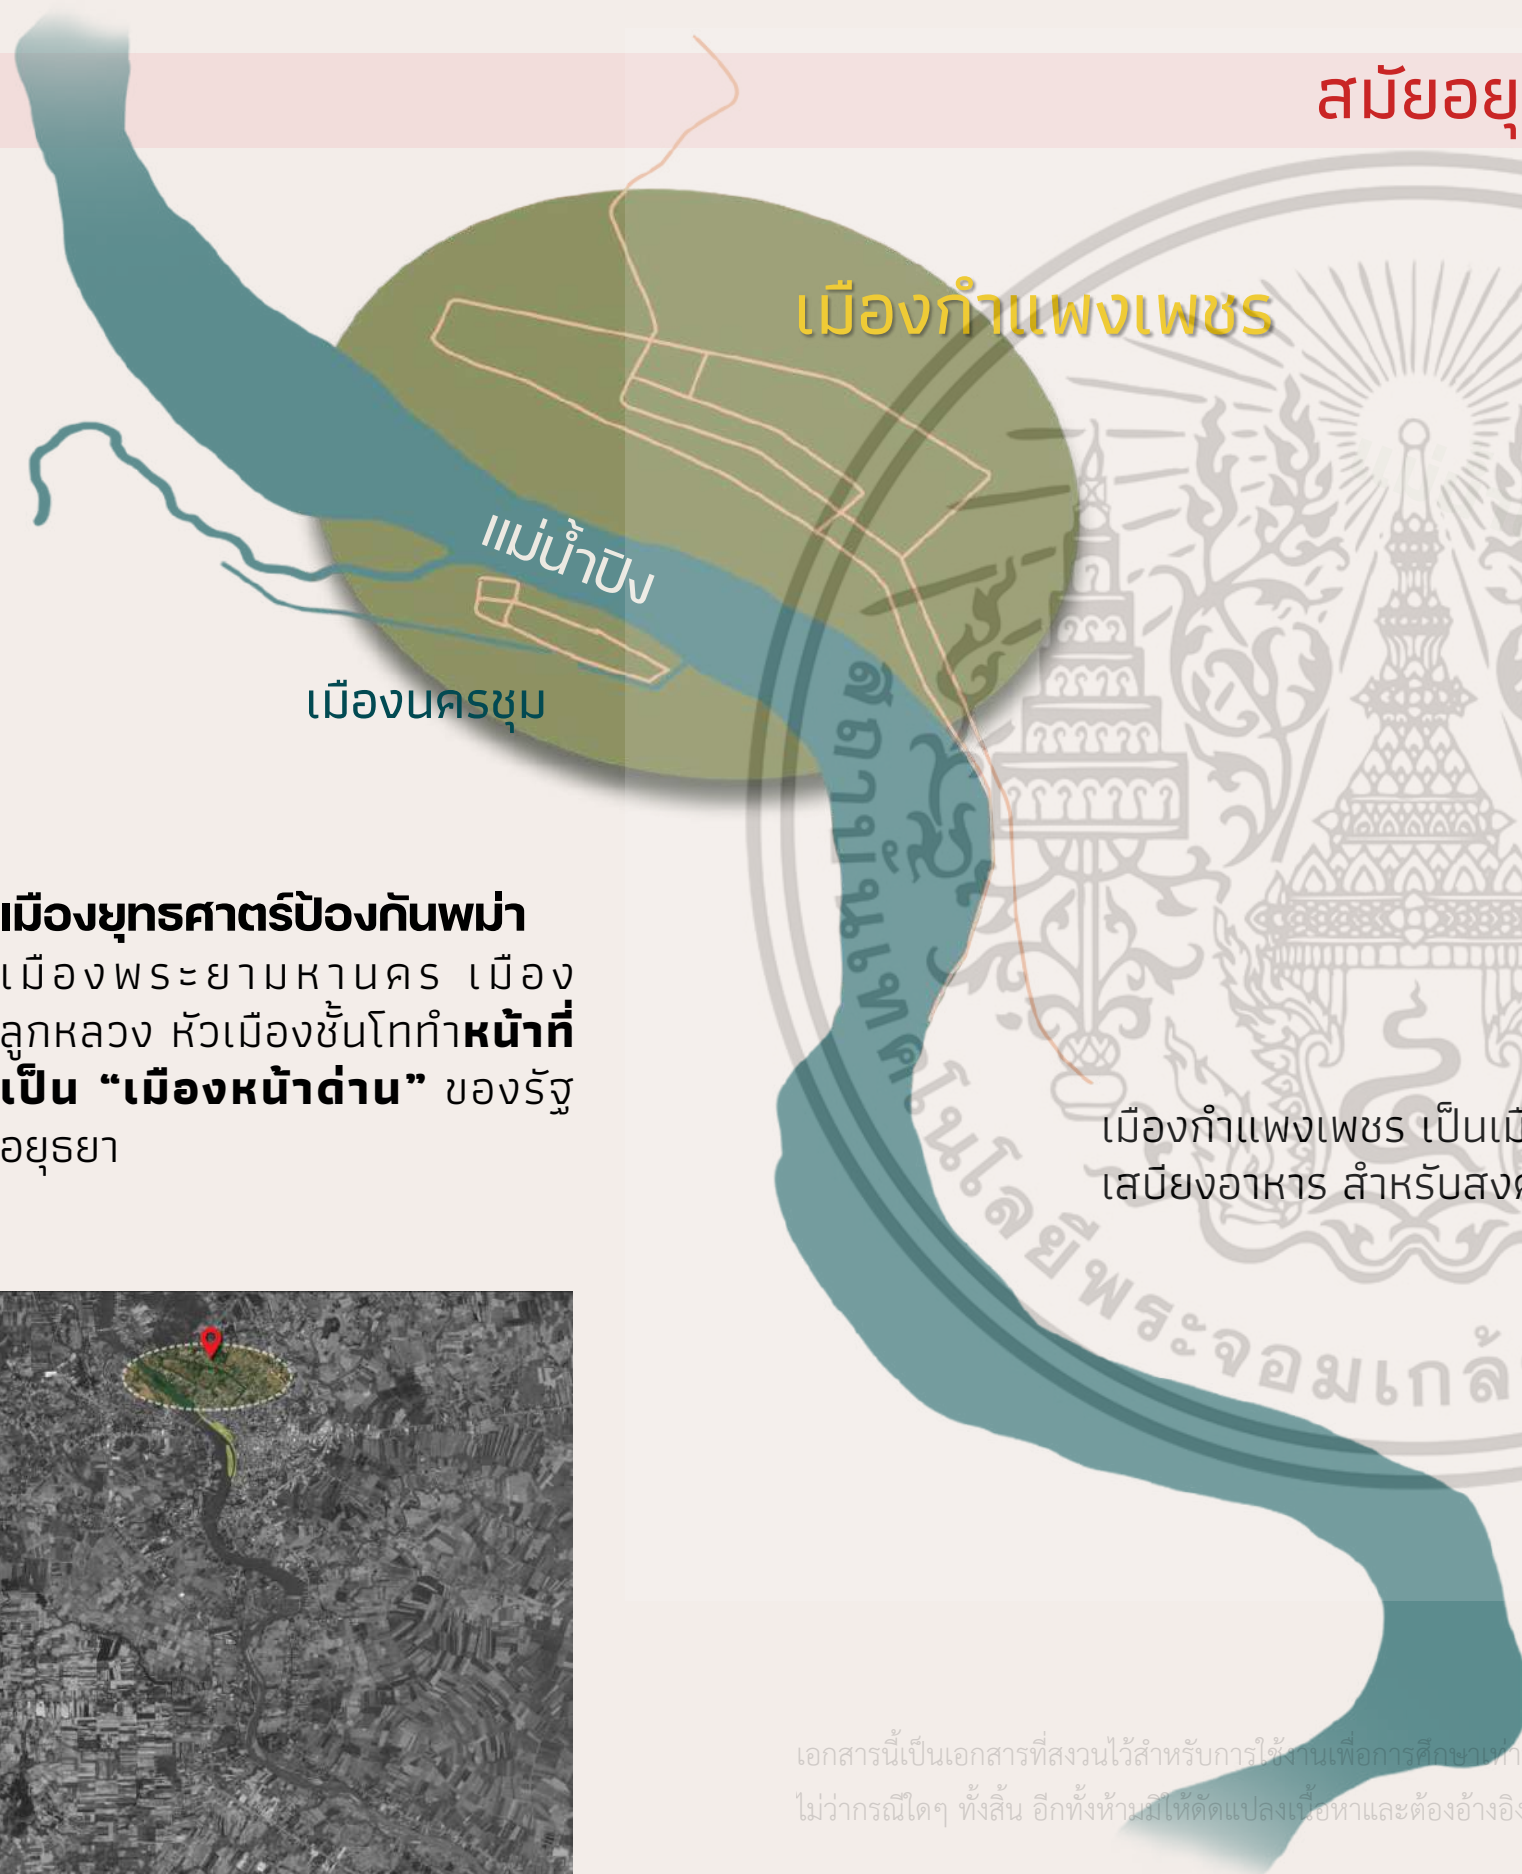 สมัยอยุ
เมืองกำแพงเพชร
แม่น้ำปิง
เมืองนครชุม
เมืองยุทธศาตร์ป้องกันพม่า
เมืองพระยามหานคร เมือง
ลูกหลวง หัวเมืองชั้นโททำหน้าที่
เป็น “เมืองหน้าด่าน” ของรัฐ
อยุธยา
เมืองกำแพงเพชร เป็นเมื
เสบียงอาหาร สำหรับสงค
สถาบันเทคโนโลยีพระจอมเกล้
เอกสารนี้เป็นเอกสารที่สงวนไว้สำหรับการใช้งานเพื่อการศึกษาเท่า
ไม่ว่ากรณีใดๆ ทั้งสิ้น อีกทั้งห้ามมิให้ดัดแปลงเนื้อหาและต้องอ้างอิง